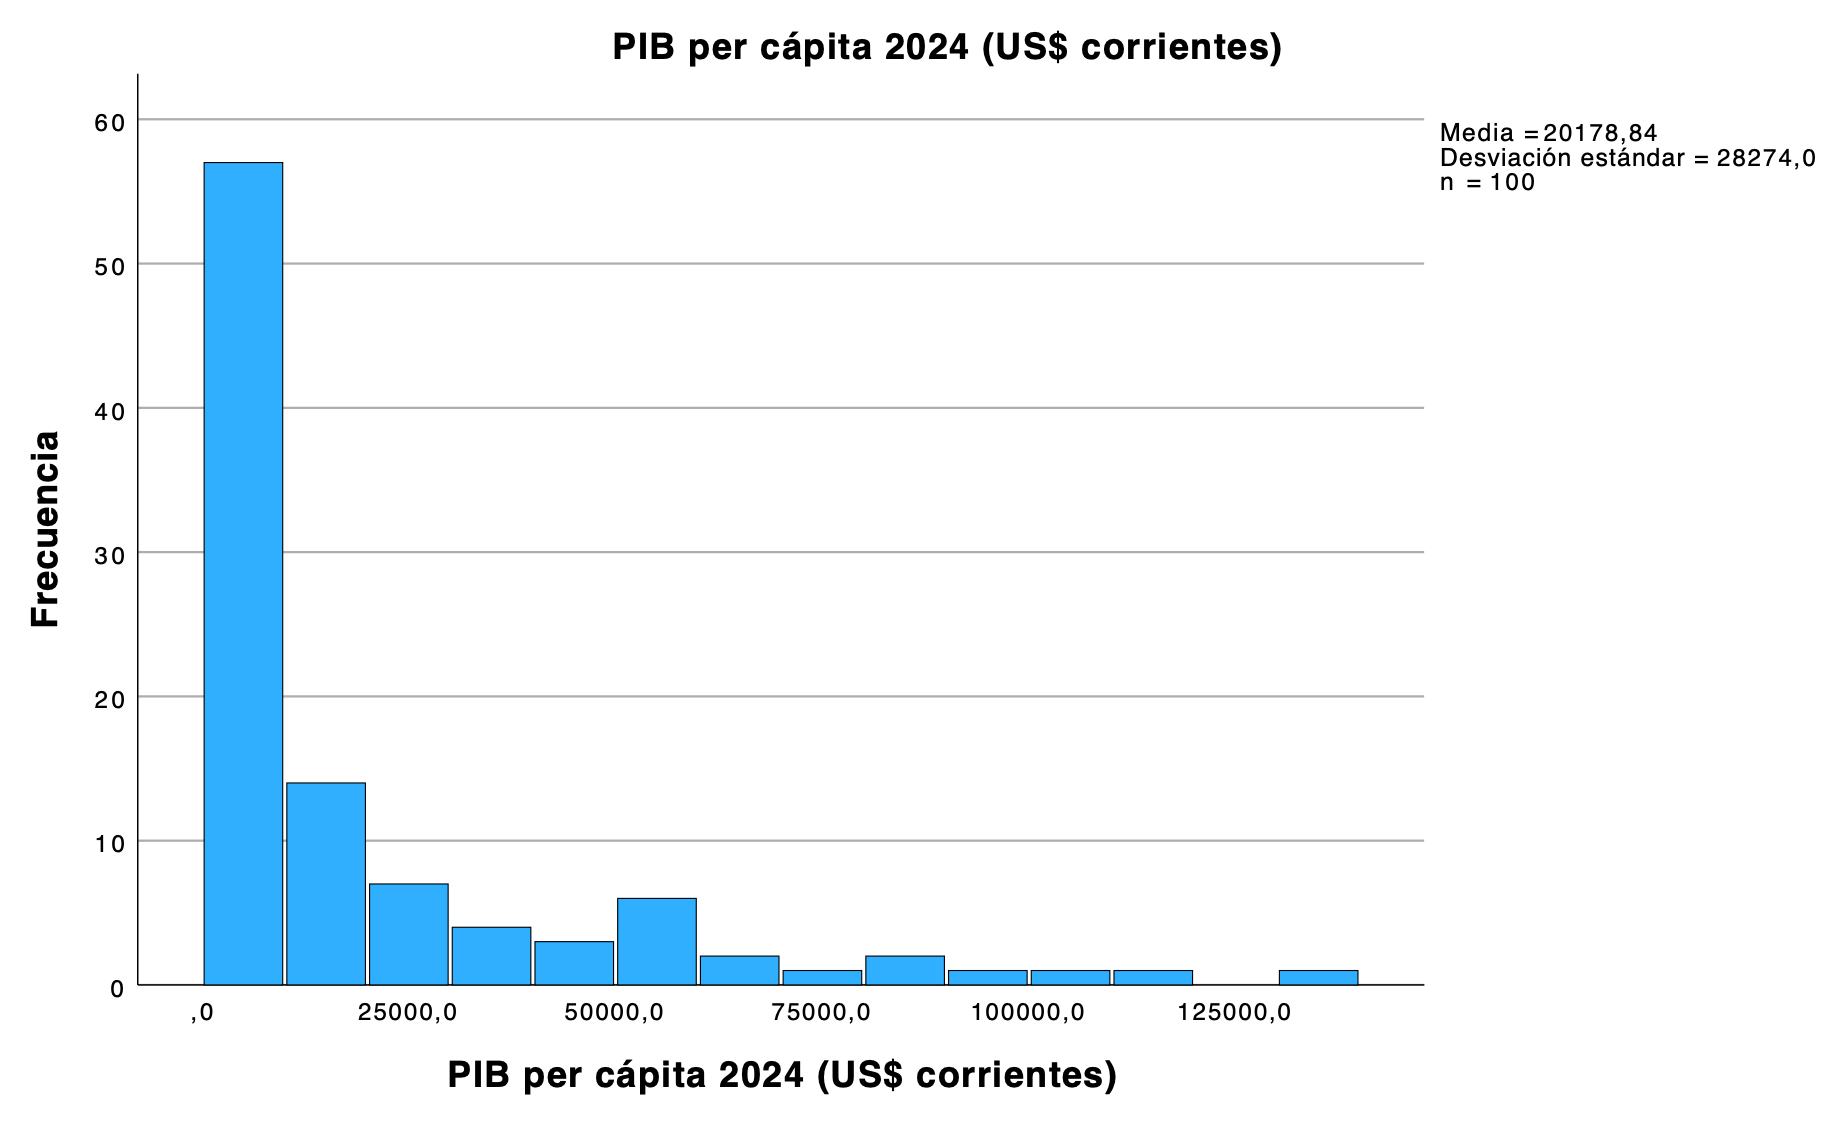 PIB per cápita 2024 (US$ corrientes)
60
50
40
30
20
10
0
Frecuencia
,0
25000,0
50000,0
75000,0
100000,0
125000,0
PIB per cápita 2024 (US$ corrientes)
Media = 20178,84
Desviación estándar = 28274,0
n = 100